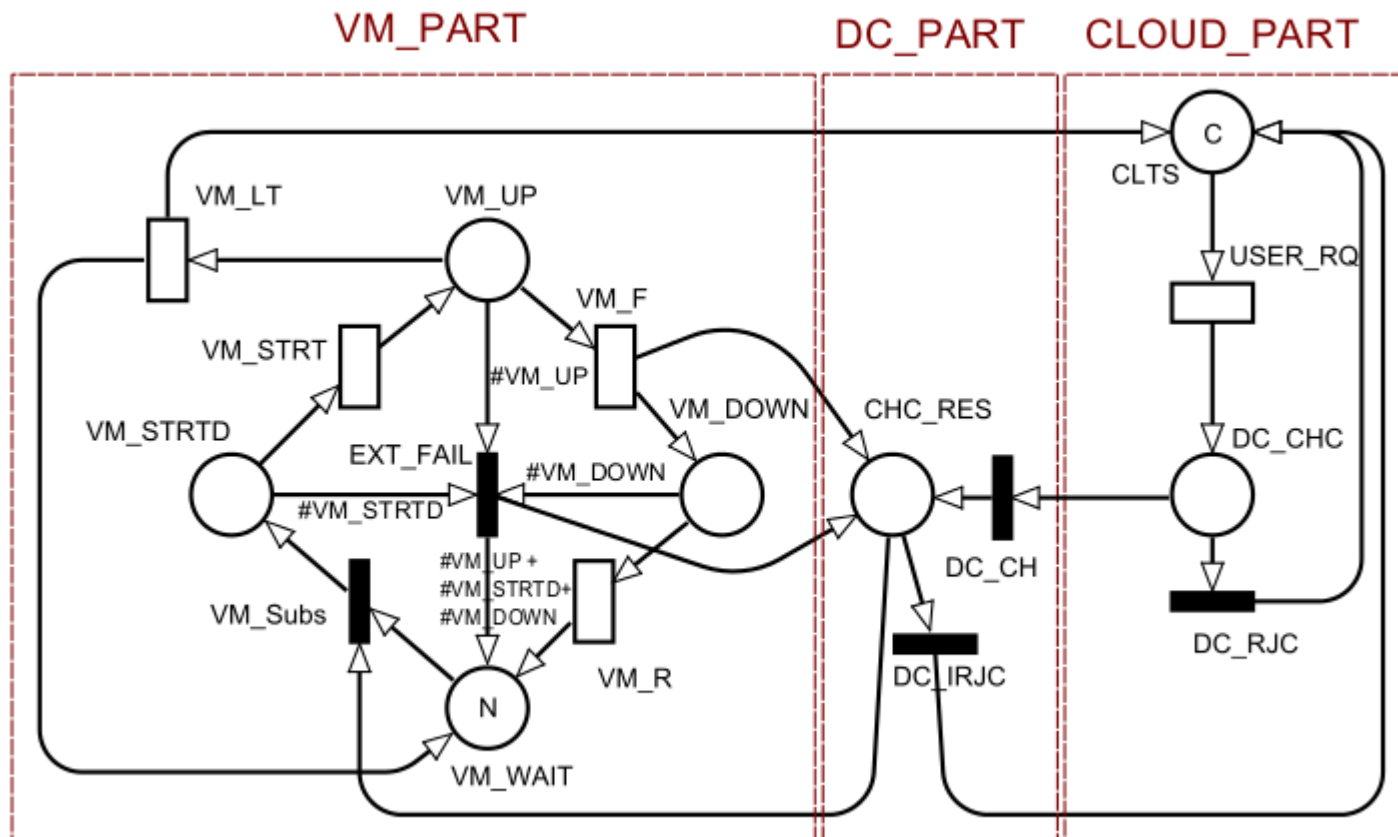 VM_PART
DC_PART
CLOUD_PART
C
CLTS
VM_LT
VM_UP
USER_RQ
VM_F
VM_STRT
#VM_UP
VM_DOWN
CHC_RES
VM_STRTD
DC_CHC
EXT_FAIL
#VM_DOWN
#VM_STRTD
#VM_UP +
#VM_STRTD+
#VM_DOWN
DC_CH
VM_Subs
DC_RJC
VM_R
DC_IRJC
N
VM_WAIT